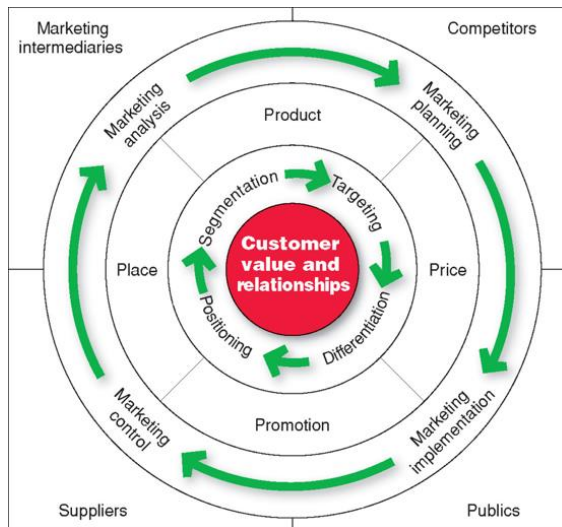 Marketing
intermediaries
Competitors
Marketing
analysis
Marketing
planning
Product
Segmentation
Targeting
Customer
value and
relationships
Place
Price
Positioning
Differentiation
Promotion
Marketing
control
Marketing
implementation
Suppliers
Publics